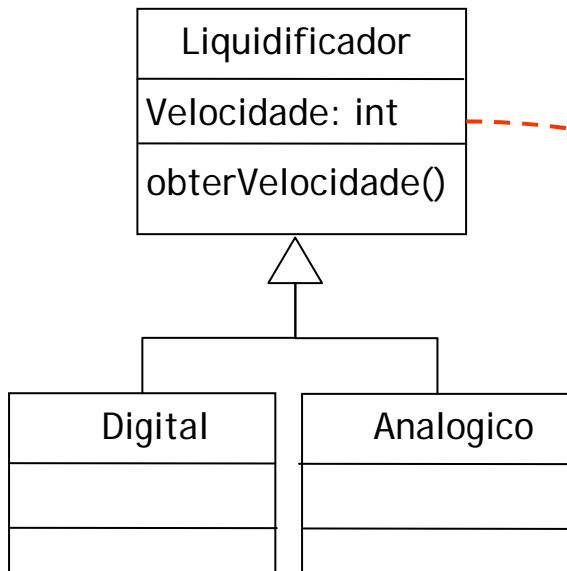 Liquidificador
Velocidade: int
obterVelocidade()
Digital
Analogico